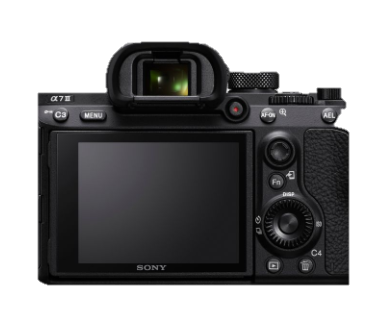 α7III
C3 MENU AF-ON AEL
Fn
DISP
SONY
C4